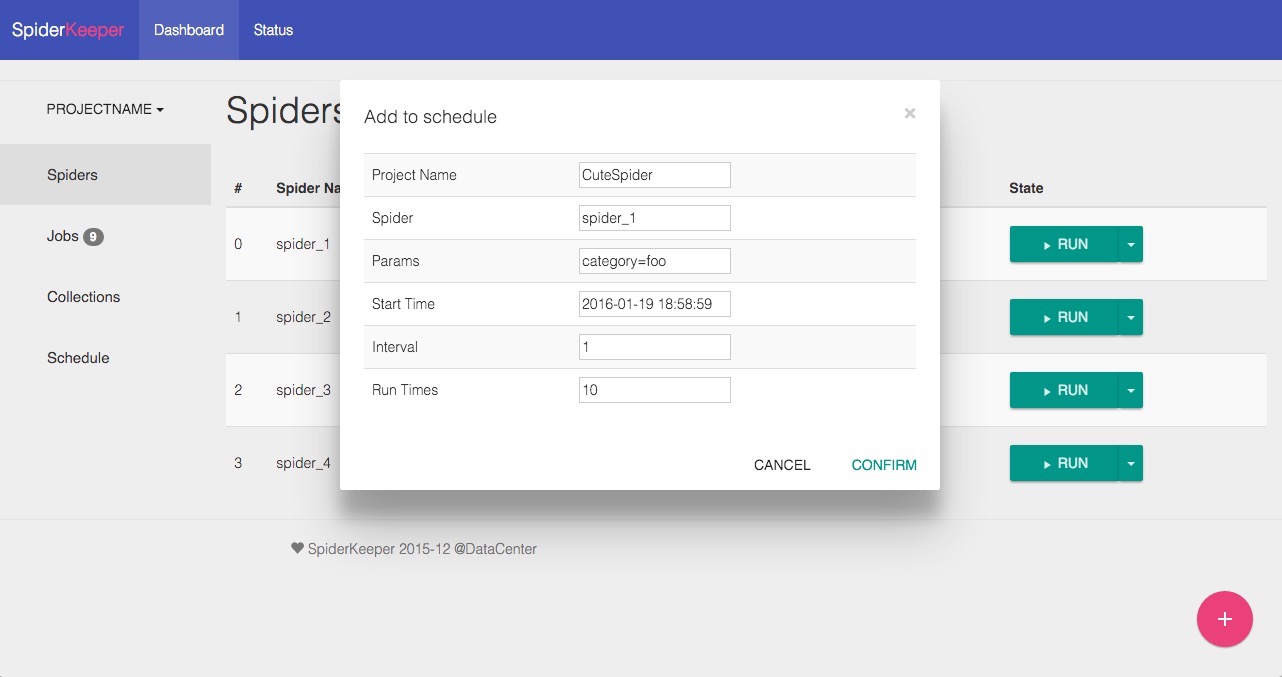 SpiderKeeper Dashboard Status
PROJECTNAME
Spiders
Jobs 9
Collections
Schedule
Spiders
# Spider Na State
0 spider_1 RUN
1 spider_2 RUN
2 spider_3 RUN
3 spider_4 RUN
Add to schedule ×
Project Name CuteSpider
Spider spider_1
Params category=foo
Start Time 2016-01-19 18:58:59
Interval 1
Run Times 10
CANCEL CONFIRM
♥ SpiderKeeper 2015-12 @DataCenter
+